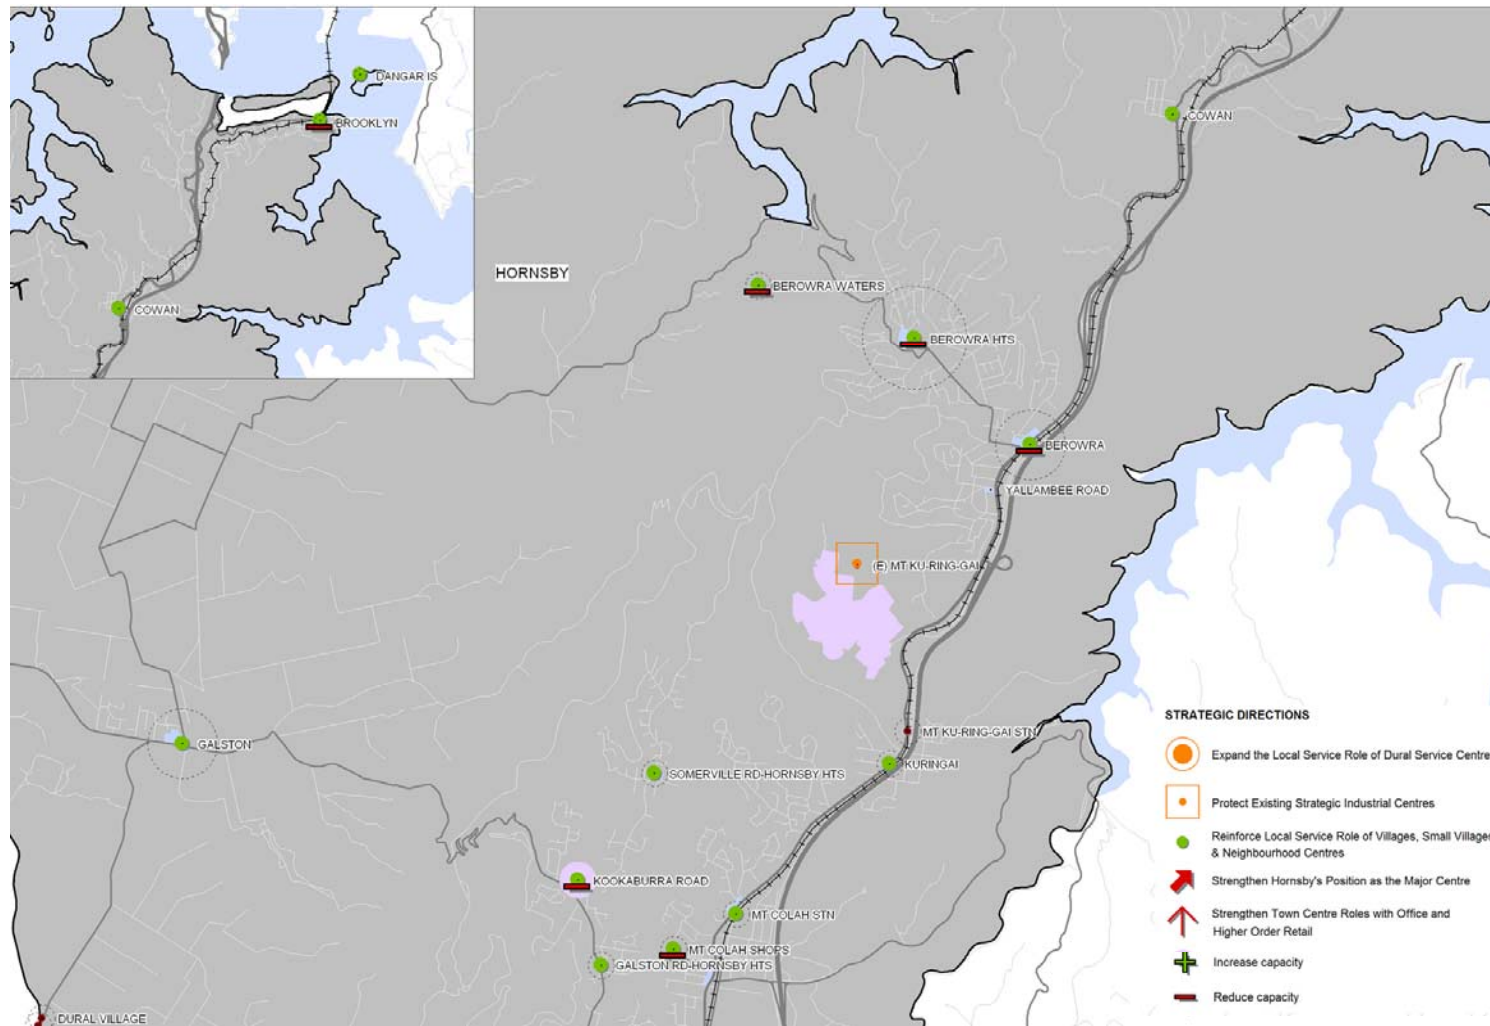 DANGAR IS
BROOKLYN
COWAN
COWAN
HORNSBY
BEROWRA WATERS
BEROWRA HTS
BEROWRA
YALLAMBEE ROAD
(E) MT KU-RING-GAI
MT KU-RING-GAI STN
KURINGAI
GALSTON
SOMERVILLE RD-HORNSBY HTS
KOOKABURRA ROAD
MT COLAH STN
MT COLAH SHOPS
GALSTON RD-HORNSBY HTS
DURAL VILLAGE
STRATEGIC DIRECTIONS
Expand the Local Service Role of Dural Service Centre
Protect Existing Strategic Industrial Centres
Reinforce Local Service Role of Villages, Small Villages
& Neighbourhood Centres
Strengthen Hornsby's Position as the Major Centre
Strengthen Town Centre Roles with Office and
Higher Order Retail
Increase capacity
Reduce capacity